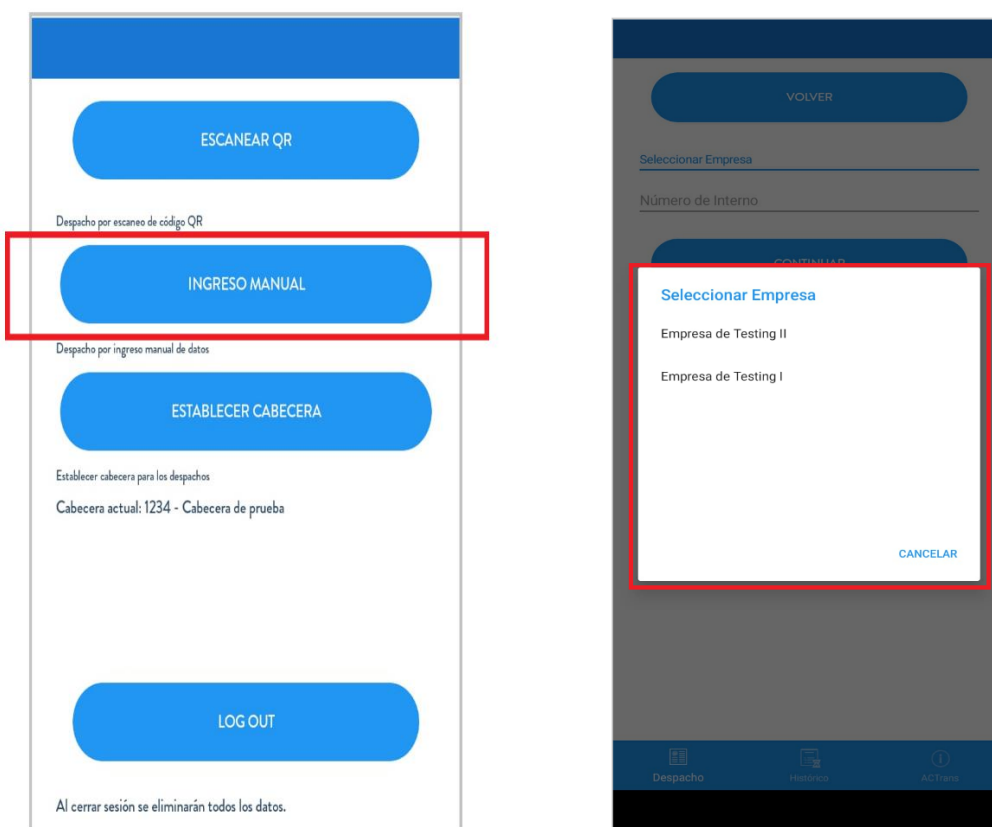 ESCANEAR QR
Despacho por escaneo de código QR
INGRESO MANUAL
Despacho por ingreso manual de datos
ESTABLECER CABECERA
Establecer cabecera para los despachos
Cabecera actual: 1234 - Cabecera de prueba
LOG OUT
Al cerrar sesión se eliminarán todos los datos.
VOLVER
Seleccionar Empresa
Número de Interno
CONTINUAR
Seleccionar Empresa
Empresa de Testing II
Empresa de Testing I
CANCELAR
Despacho
Histórico
ACTrans